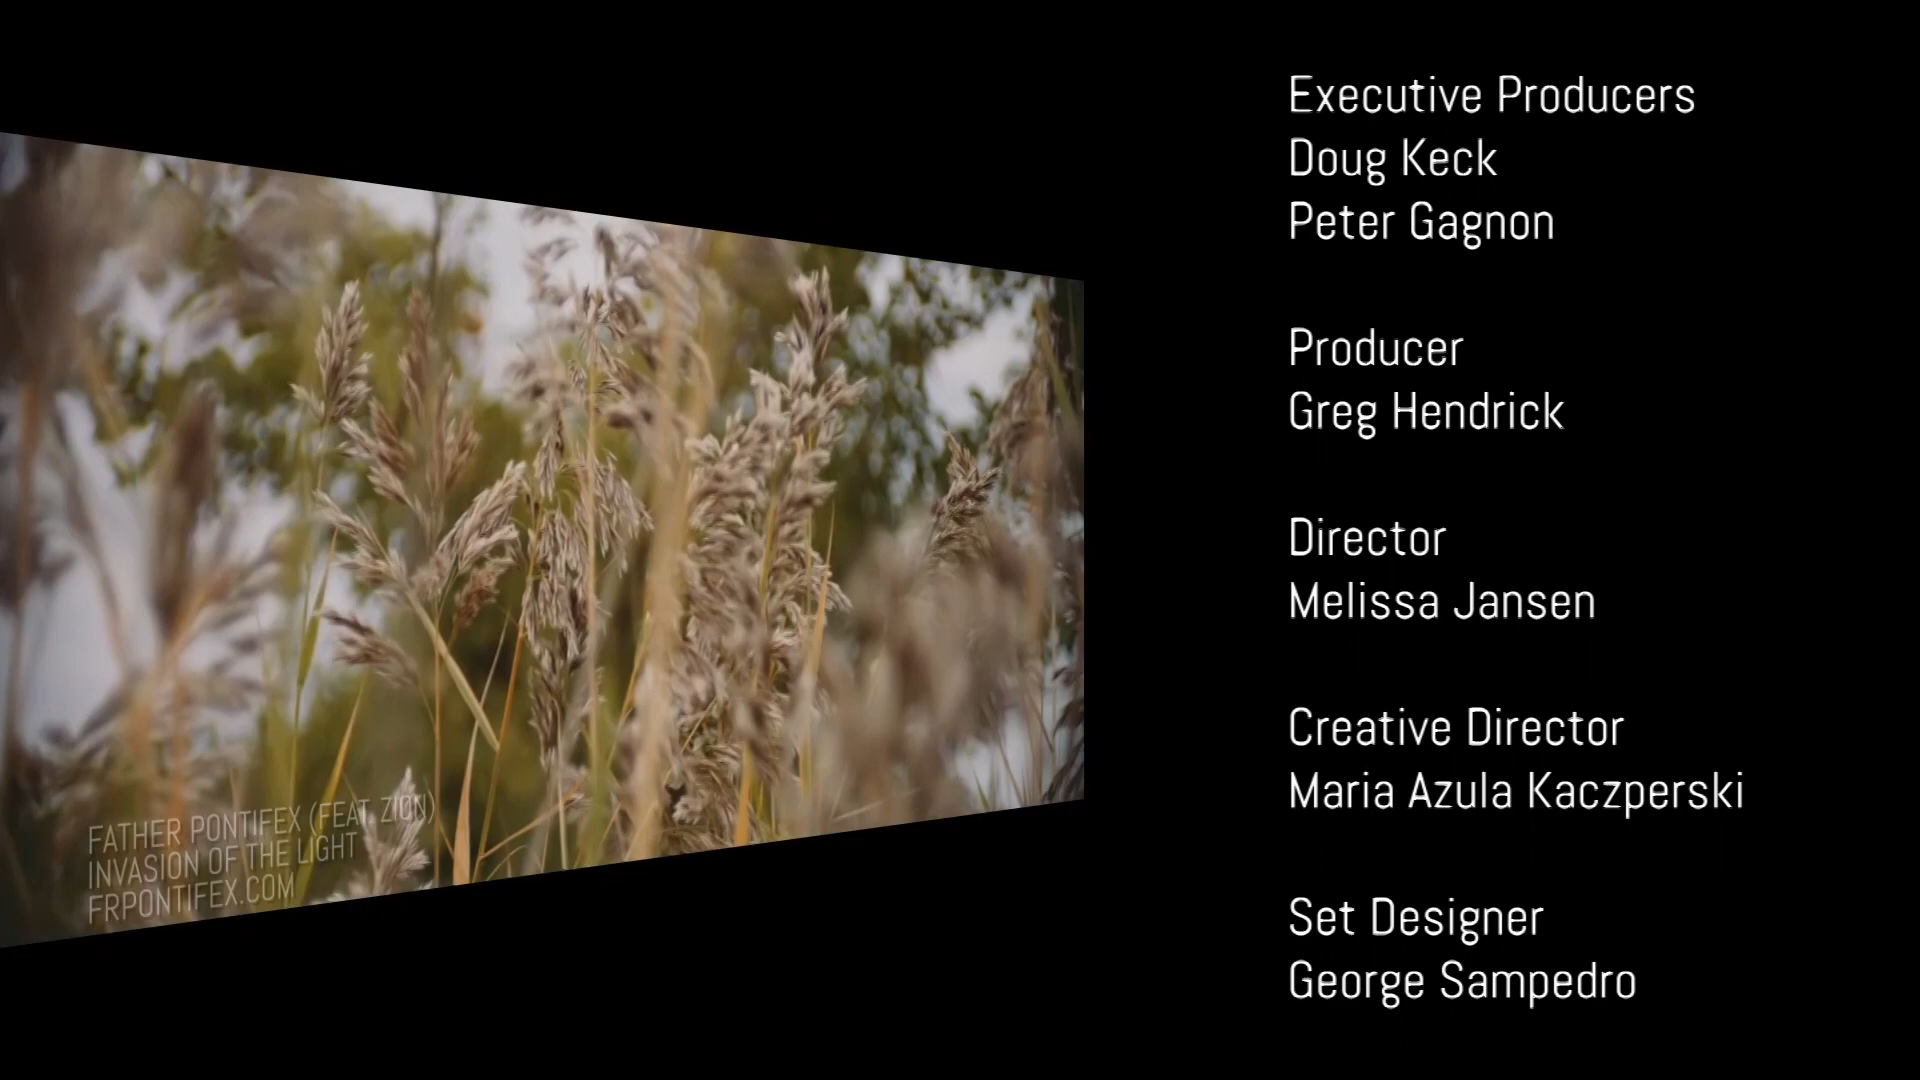 Executive Producers
Doug Keck
Peter Gagnon
Producer
Greg Hendrick
Director
Melissa Jansen
Creative Director
Maria Azula Kaczperski
Set Designer
George Sampedro
FATHER PONTIFEX (FEAT. ZION)
INVASION OF THE LIGHT
FRPONTIFEX.COM